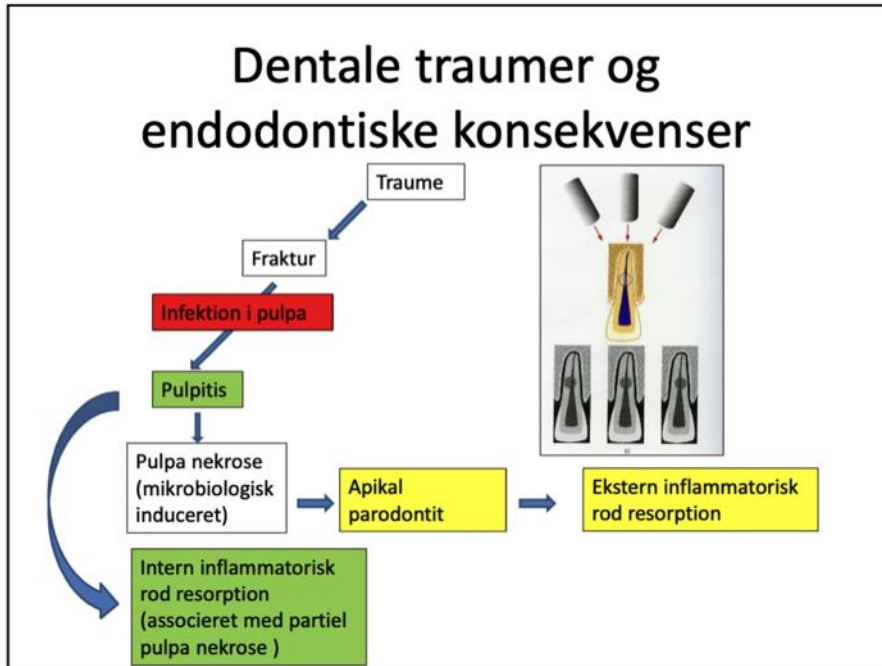 Dentale traumer og
endodontiske konsekvenser
Traume
Fraktur
Infektion i pulpa
Pulpitis
Pulpa nekrose
(mikrobiologisk
induceret)
Apikal
parodontit
Ekstern inflammatorisk
rod resorption
Intern inflammatorisk
rod resorption
(associeret med partiel
pulpa nekrose )